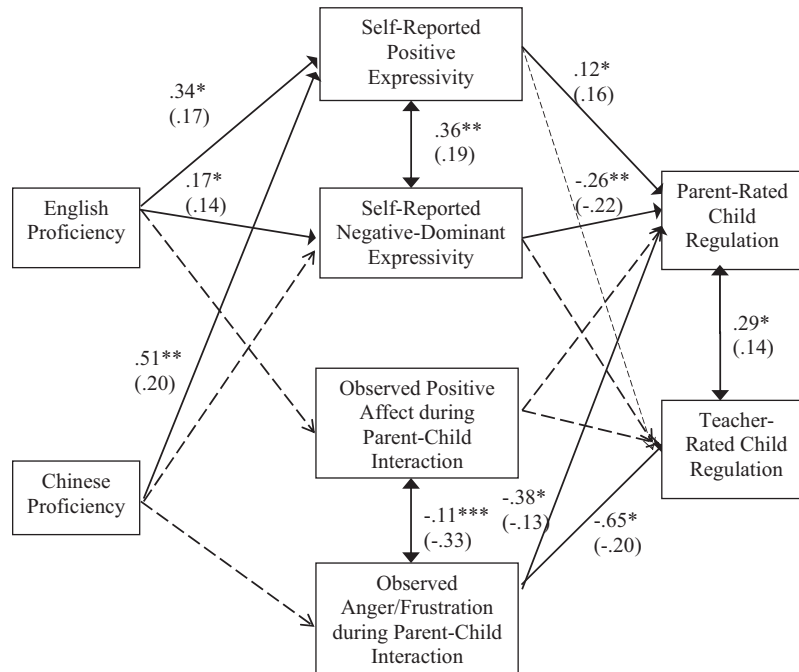 Self-Reported
Positive
Expressivity
.34*
(.17)
.12*
(.16)
.36**
(.19)
.17*
(.14)
-.26**
(-.22)
English
Proficiency
Self-Reported
Negative-Dominant
Expressivity
Parent-Rated
Child
Regulation
.29*
(.14)
.51**
(.20)
Observed Positive
Affect during
Parent-Child
Interaction
Teacher-
Rated Child
Regulation
Chinese
Proficiency
-.11***
(-.33)
-.38*
(-.13)
-.65*
(-.20)
Observed
Anger/Frustration
during Parent-Child
Interaction